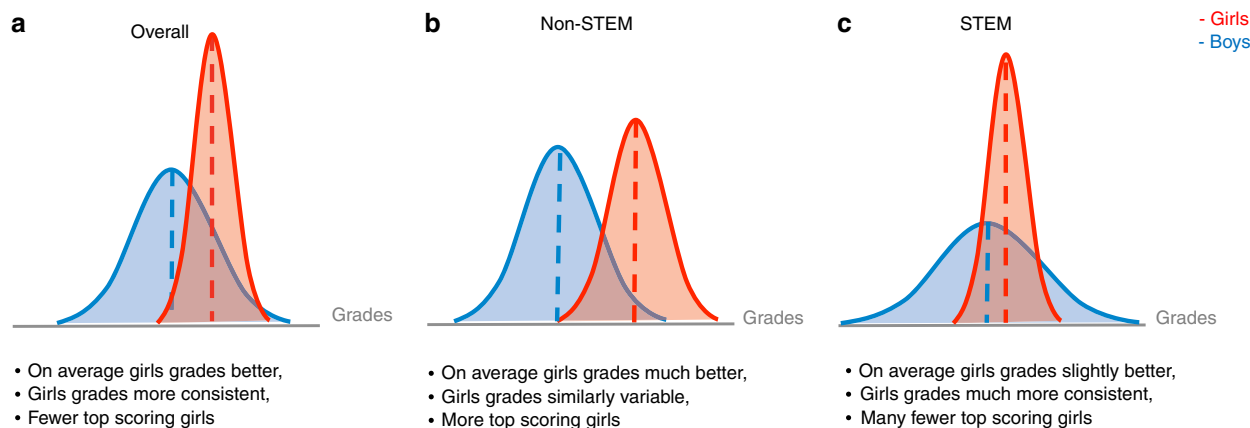 a
Overall
b
Non-STEM
c
STEM
- Girls
- Boys
Grades
Grades
Grades
• On average girls grades better,
• Girls grades more consistent,
• Fewer top scoring girls
• On average girls grades much better,
• Girls grades similarly variable,
• More top scoring girls
• On average girls grades slightly better,
• Girls grades much more consistent,
• Many fewer top scoring girls